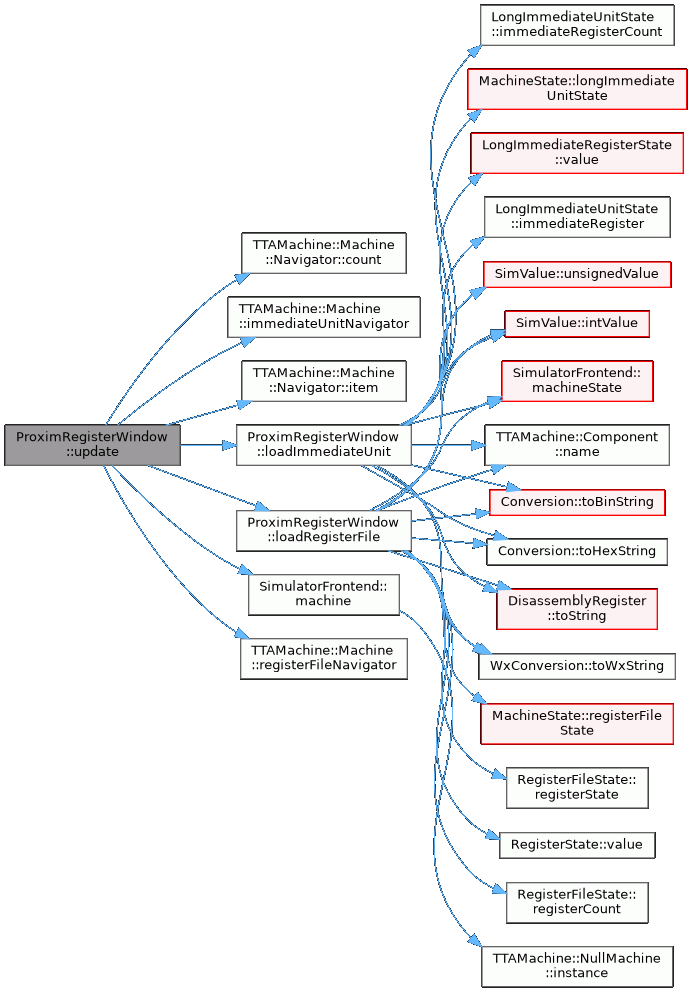 LongImmediateUnitState
::immediateRegisterCount
MachineState::longImmediate
UnitState
LongImmediateRegisterState
::value
LongImmediateUnitState
::immediateRegister
TTAMachine::Machine
::Navigator::count
SimValue::unsignedValue
TTAMachine::Machine
::immediateUnitNavigator
SimValue::intValue
TTAMachine::Machine
::Navigator::item
SimulatorFrontend::
machineState
ProximRegisterWindow
::update
ProximRegisterWindow
::loadImmediateUnit
TTAMachine::Component
::name
Conversion::toBinString
ProximRegisterWindow
::loadRegisterFile
Conversion::toHexString
SimulatorFrontend::
machine
DisassemblyRegister
::toString
TTAMachine::Machine
::registerFileNavigator
WxConversion::toWxString
MachineState::registerFile
State
RegisterFileState::
registerState
RegisterState::value
RegisterFileState::
registerCount
TTAMachine::NullMachine
::instance